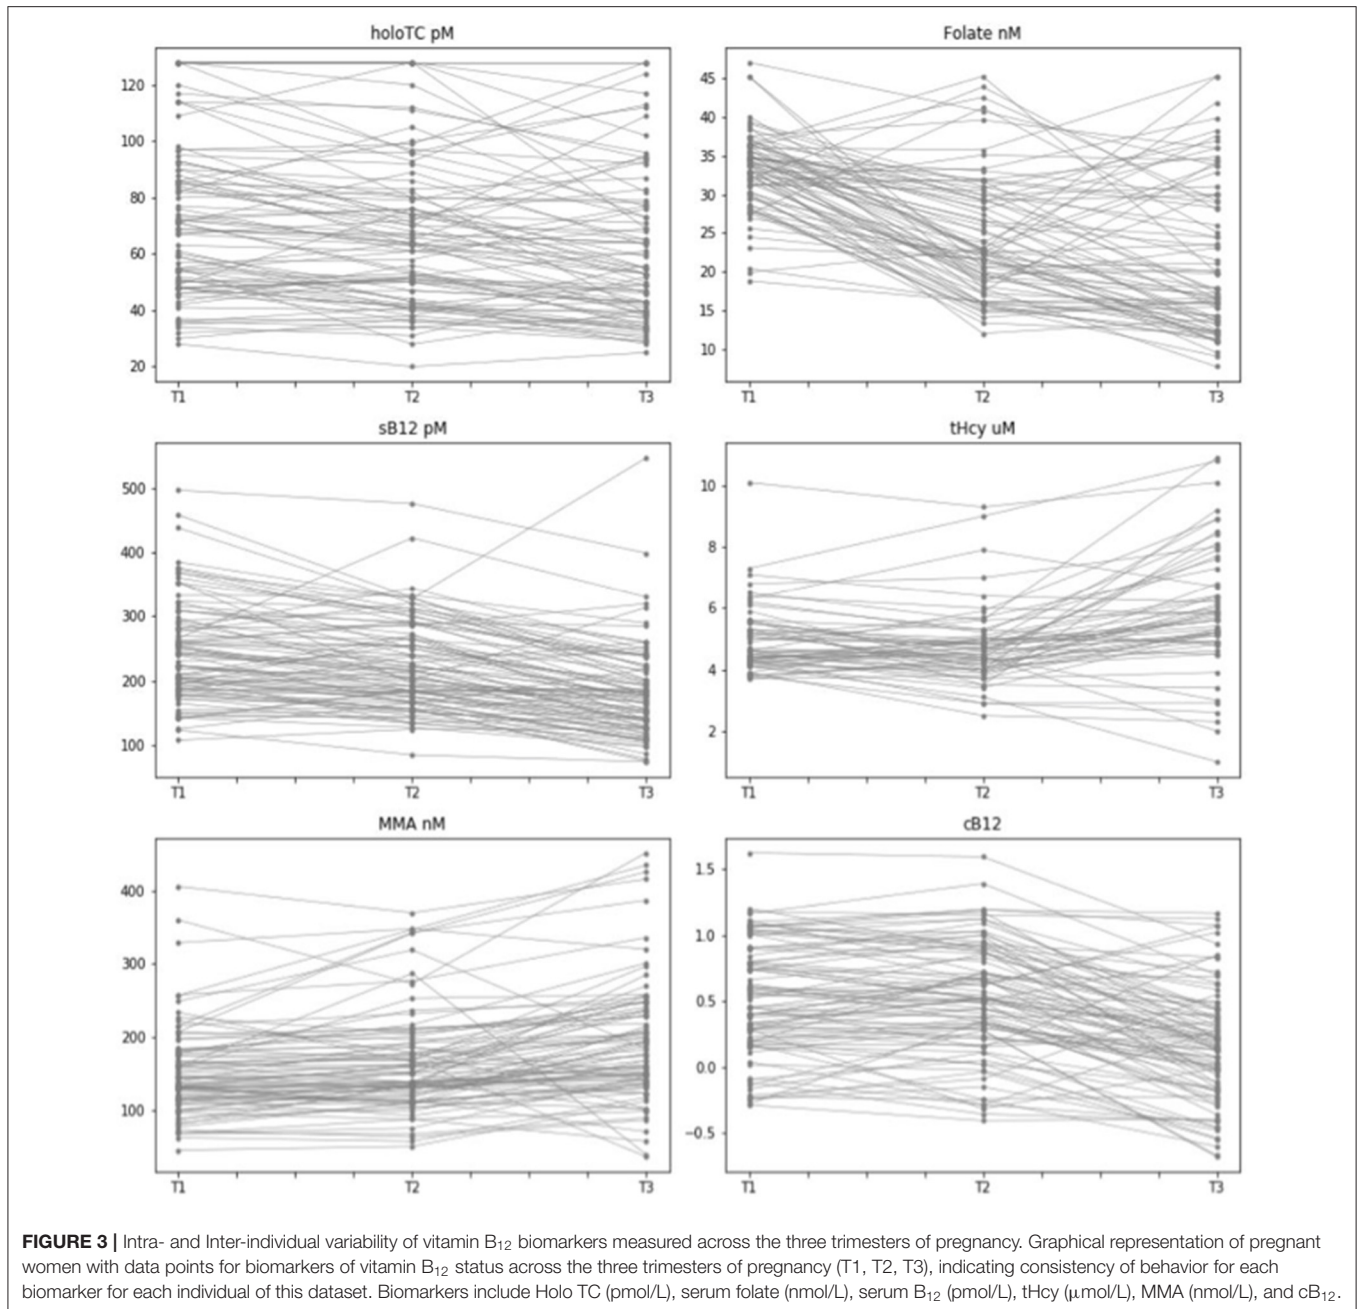 holoTC pM
120
100
80
60
40
20
T1 T2 T3
Folate nM
45
40
35
30
25
20
15
10
T1 T2 T3
sB12 pM
500
400
300
200
100
T1 T2 T3
tHcy uM
10
8
6
4
2
T1 T2 T3
MMA nM
400
300
200
100
T1 T2 T3
cB12
1.5
1.0
0.5
0.0
−0.5
T1 T2 T3
FIGURE 3 | Intra- and Inter-individual variability of vitamin B12 biomarkers measured across the three trimesters of pregnancy. Graphical representation of pregnant
women with data points for biomarkers of vitamin B12 status across the three trimesters of pregnancy (T1, T2, T3), indicating consistency of behavior for each
biomarker for each individual of this dataset. Biomarkers include Holo TC (pmol/L), serum folate (nmol/L), serum B12 (pmol/L), tHcy (μmol/L), MMA (nmol/L), and cB12.